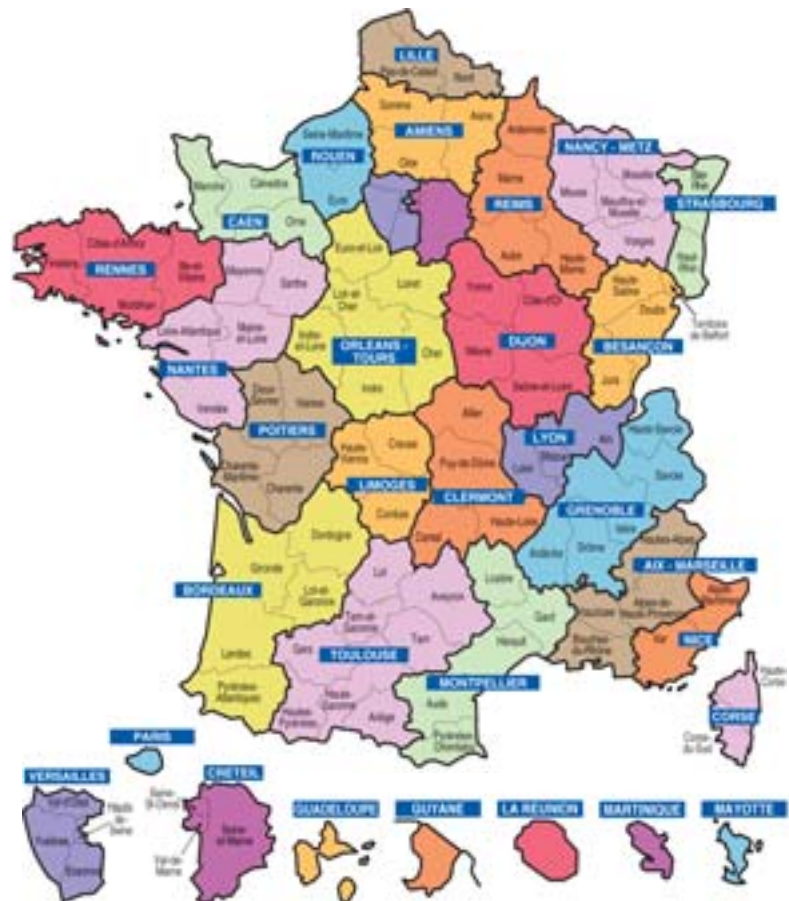 LILLE
Pas-de-Calais
Nord
Somme
Aisne
AMIENS
Oise
Seine-Maritime
ROUEN
Eure
Ardennes
Marne
REIMS
Aube
Haute-
Marne
NANCY - METZ
Moselle
Meuse
Meurthe-et-
Moselle
Vosges
Bas-
Rhin
STRASBOURG
Haut-
Rhin
Manche
Calvados
CAEN
Orne
Côtes-d'Armor
Finistère
RENNES
Ille-et-
Vilaine
Morbihan
Mayenne
Sarthe
Loire-Atlantique
Maine-
et-Loire
NANTES
Vendée
Eure-et-Loir
Loiret
Loir-et-
Cher
Indre-
et-Loire
ORLEANS -
TOURS
Cher
Indre
Yonne
Côte-d'Or
Nièvre
DIJON
Saône-et-Loire
Haute-
Saône
Doubs
Territoire
de Belfort
BESANÇON
Jura
Deux-
Sèvres
Vienne
POITIERS
Charente-
Maritime
Charente
Haute-
Vienne
Creuse
LIMOGES
Corrèze
Allier
Puy-de-Dôme
CLERMONT
Cantal
Haute-Loire
LYON
Ain
Rhône
Loire
Haute-Savoie
Savoie
GRENOBLE
Isère
Ardèche
Drôme
Dordogne
Gironde
BORDEAUX
Lot-et-
Garonne
Landes
Pyrénées-
Atlantiques
Lot
Aveyron
Tarn-et-
Garonne
Tarn
Gers
TOULOUSE
Haute-
Garonne
Hautes-
Pyrénées
Ariège
Lozère
Gard
Hérault
MONTPELLIER
Aude
Pyrénées-
Orientales
Hautes-Alpes
AIX - MARSEILLE
Alpes-de-
Haute-Provence
Vaucluse
Bouches-
du-Rhône
Alpes-
Maritimes
Var
NICE
Haute-
Corse
CORSE
Corse-
du-Sud
PARIS
VERSAILLES
Val-d'Oise
Hauts-
de-
Seine
Yvelines
Essonne
CRETEIL
Seine-
St-Denis
Seine-
et-Marne
Val-de-
Marne
GUADELOUPE
GUYANE
LA REUNION
MARTINIQUE
MAYOTTE